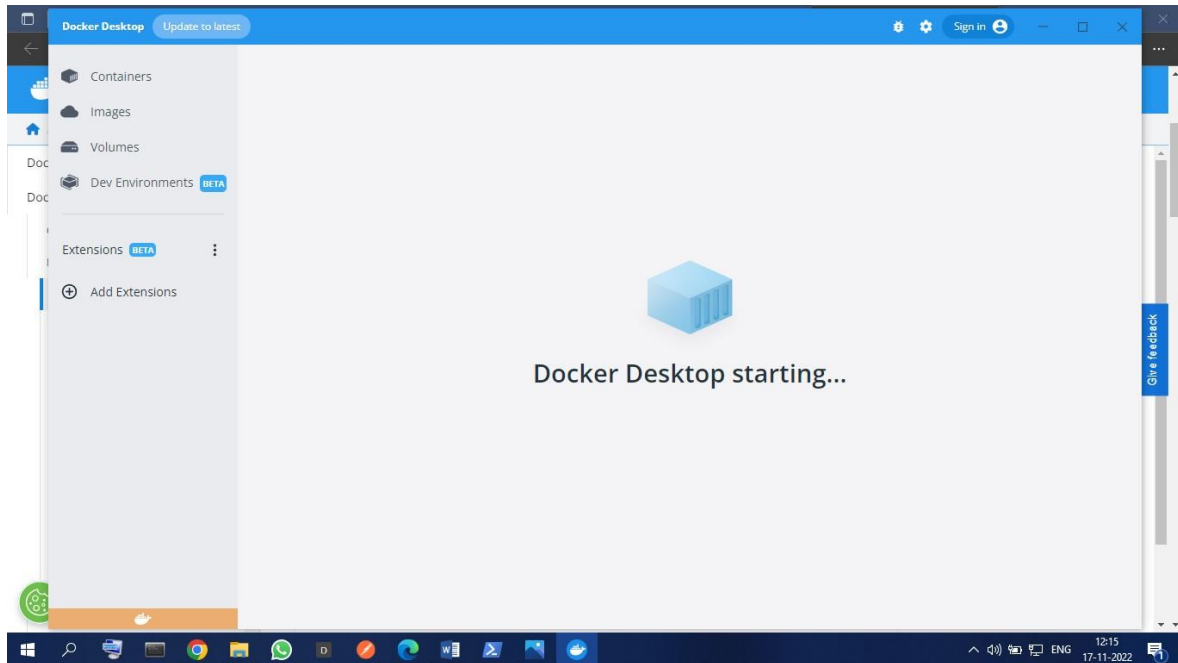 Docker Desktop Update to latest
Sign in
Containers
Images
Volumes
Dev Environments BETA
Extensions BETA
Add Extensions
Docker Desktop starting...
Doc
Doc
Give feedback
D
W
ENG
12:15
17-11-2022
1